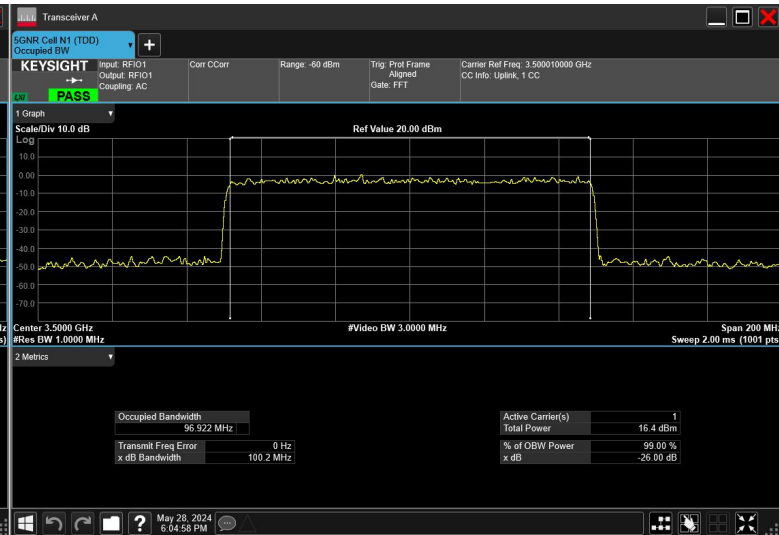 Transceiver A
5GNR Cell N1 (TDD)
Occupied BW
KEYSIGHT
LXI
PASS
Input: RFIO1
Output: RFIO1
Coupling: AC
Corr CCorr
Range: -60 dBm
Trig: Prot Frame
Aligned
Gate: FFT
Carrier Ref Freq: 3.500010000 GHz
CC Info: Uplink, 1 CC
1 Graph
Scale/Div 10.0 dB
Ref Value 20.00 dBm
Log
10.0
0.00
-10.0
-20.0
-30.0
-40.0
-50.0
-60.0
-70.0
Center 3.5000 GHz
#Video BW 3.0000 MHz
Span 200 MHz
#Res BW 1.0000 MHz
Sweep 2.00 ms (1001 pts
2 Metrics
Occupied Bandwidth
96.922 MHz
Transmit Freq Error 0 Hz
x dB Bandwidth 100.2 MHz
Active Carrier(s) 1
Total Power 16.4 dBm
% of OBW Power 99.00 %
x dB -26.00 dB
?
May 28, 2024
6:04:58 PM